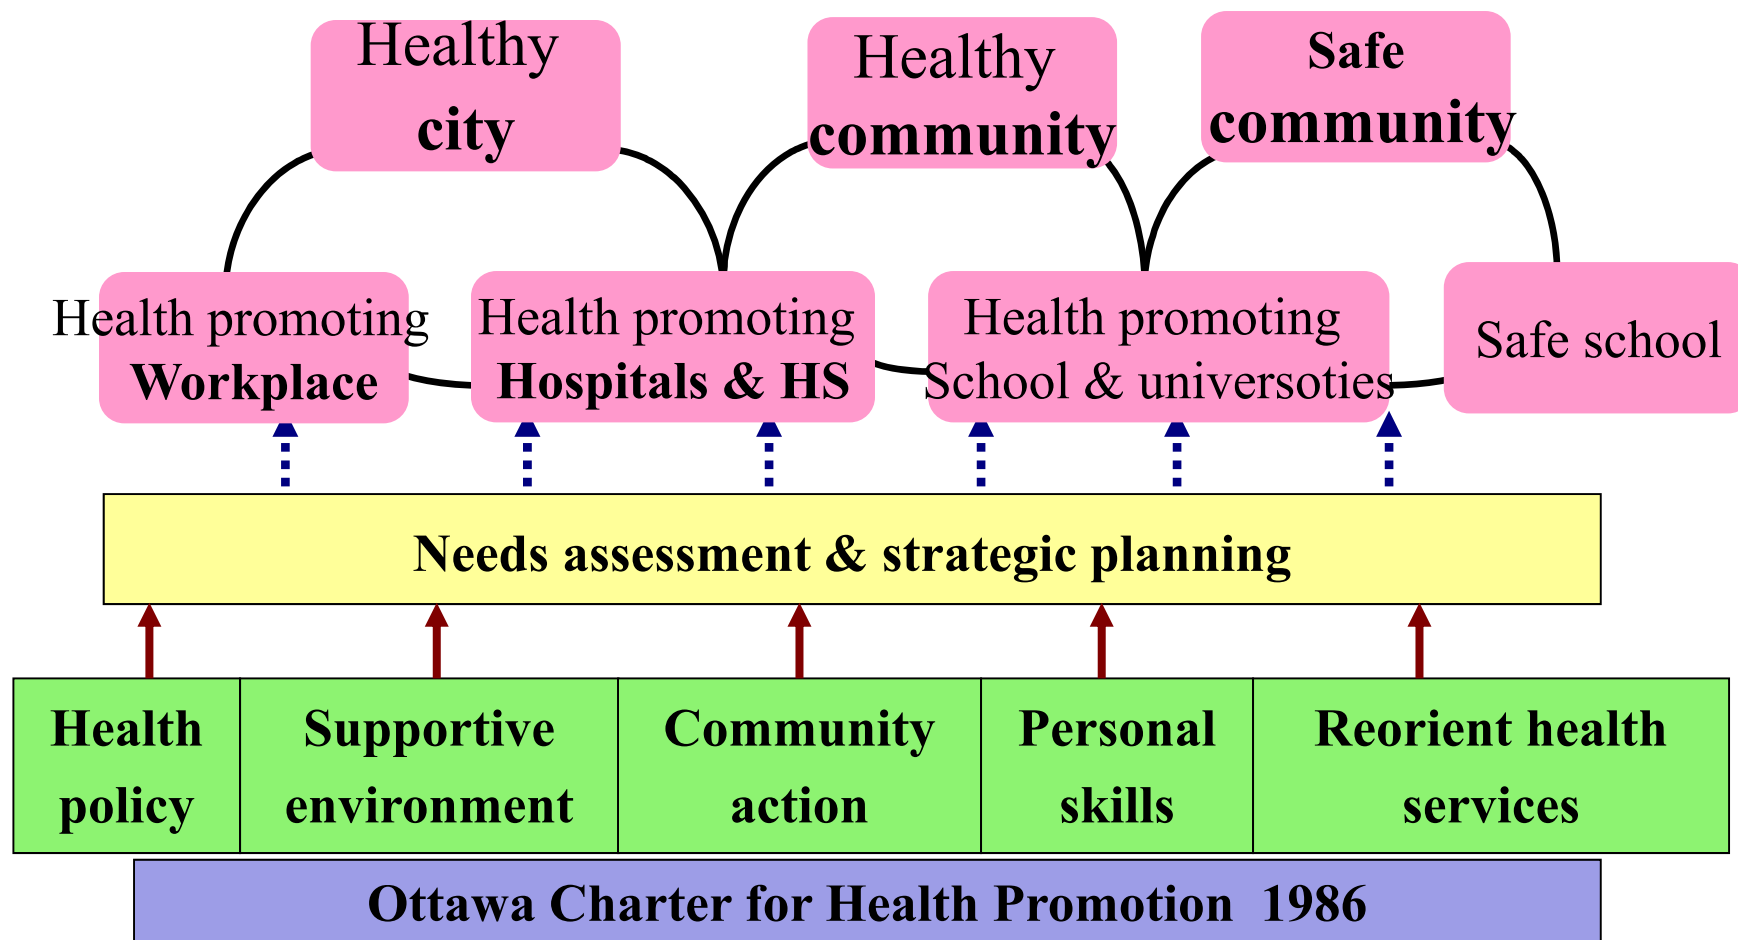 Healthy
city
Healthy
community
Safe
community
Health promoting
Workplace
Health promoting
Hospitals & HS
Health promoting
School & universoties
Safe school
Needs assessment & strategic planning
Health
policy
Supportive
environment
Community
action
Personal
skills
Reorient health
services
Ottawa Charter for Health Promotion  1986